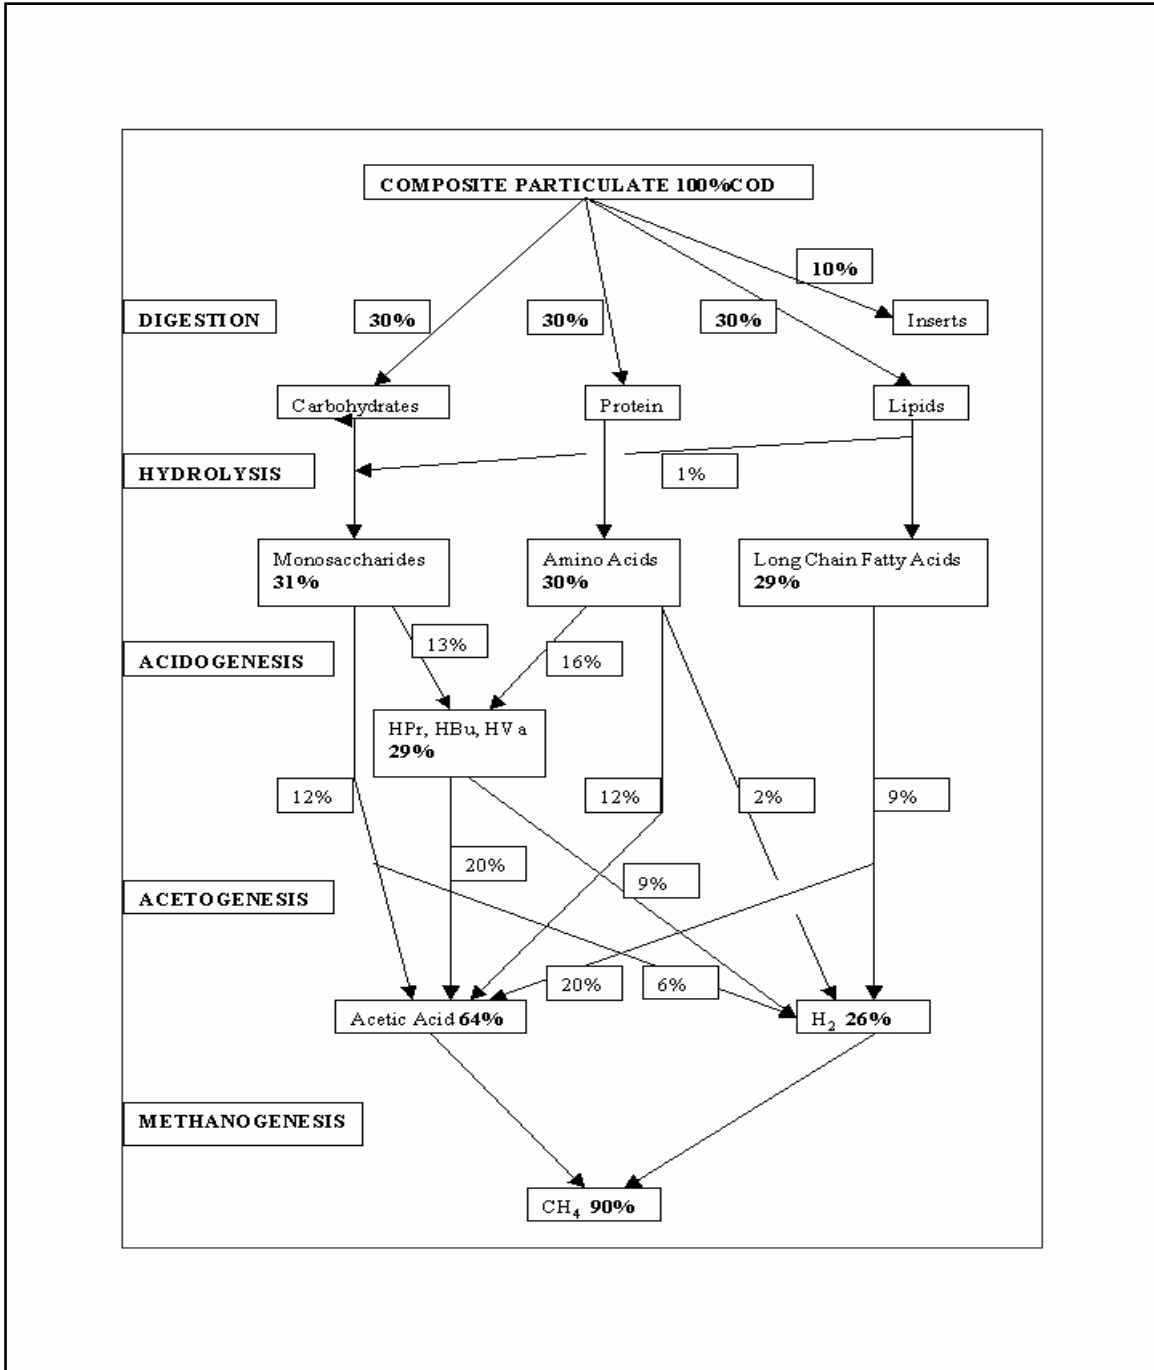 COMPOSITE PARTICULATE 100%COD
10%
DIGESTION
30%
30%
30%
Inserts
Carbohydrates
Protein
Lipids
HYDROLYSIS
1%
Monosaccharides
31%
Amino Acids
30%
Long Chain Fatty Acids
29%
ACIDOGENESIS
13%
16%
HPr, HBu, HVa
29%
12%
12%
2%
9%
20%
9%
ACETOGENESIS
20%
6%
Acetic Acid 64%
H₂ 26%
METHANOGENESIS
CH₄ 90%